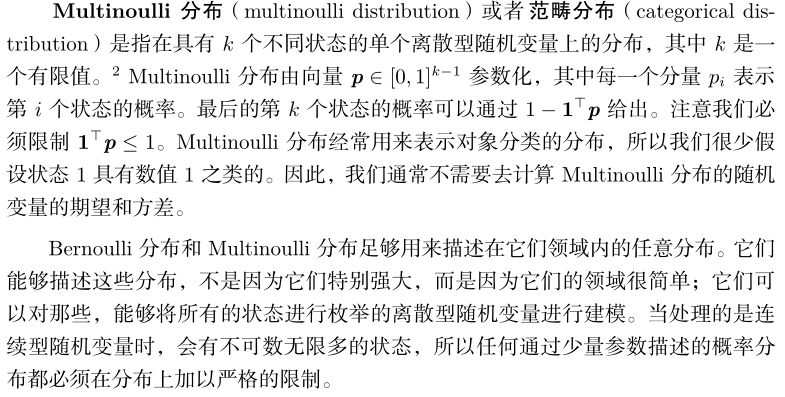 Multinoulli 分布（multinoulli distribution）或者 范畴分布（categorical dis-
tribution）是指在具有 k 个不同状态的单个离散型随机变量上的分布，其中 k 是一
个有限值。² Multinoulli 分布由向量 p ∈ [0, 1]ᵏ⁻¹ 参数化，其中每一个分量 pᵢ 表示
第 i 个状态的概率。最后的第 k 个状态的概率可以通过 1 − 1⊤p 给出。注意我们必
须限制 1⊤p ≤ 1。Multinoulli 分布经常用来表示对象分类的分布，所以我们很少假
设状态 1 具有数值 1 之类的。因此，我们通常不需要去计算 Multinoulli 分布的随机
变量的期望和方差。
Bernoulli 分布和 Multinoulli 分布足够用来描述在它们领域内的任意分布。它们
能够描述这些分布，不是因为它们特别强大，而是因为它们的领域很简单；它们可
以对那些，能够将所有的状态进行枚举的离散型随机变量进行建模。当处理的是连
续型随机变量时，会有不可数无限多的状态，所以任何通过少量参数描述的概率分
布都必须在分布上加以严格的限制。